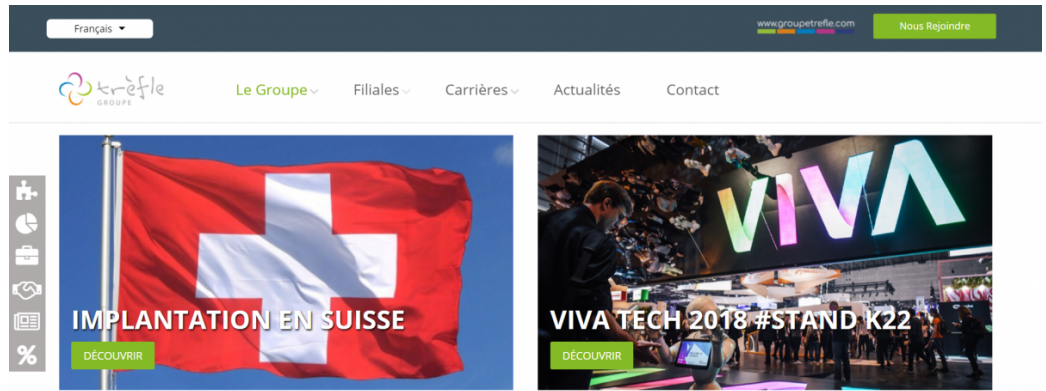 Français
www.groupetrefle.com
Nous Rejoindre
trèfle
GROUPE
Le Groupe
Filiales
Carrières
Actualités
Contact
VIVA
IMPLANTATION EN SUISSE
DÉCOUVRIR
VIVA TECH 2018 #STAND K22
DÉCOUVRIR
%